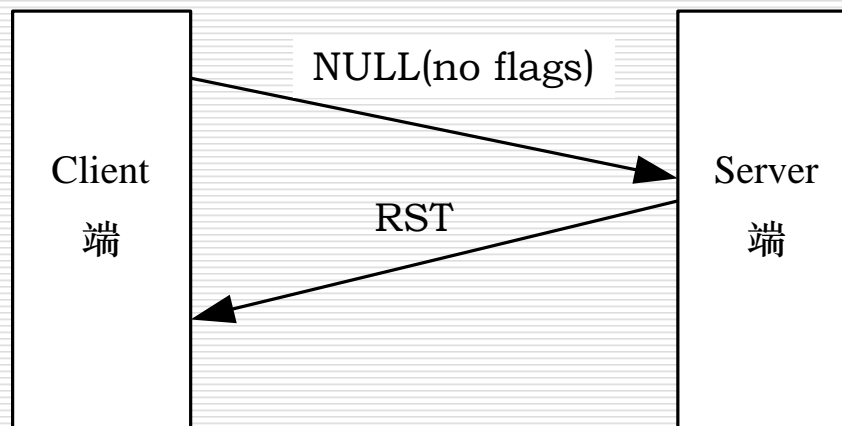 NULL(no flags)
Client
端
Server
端
RST